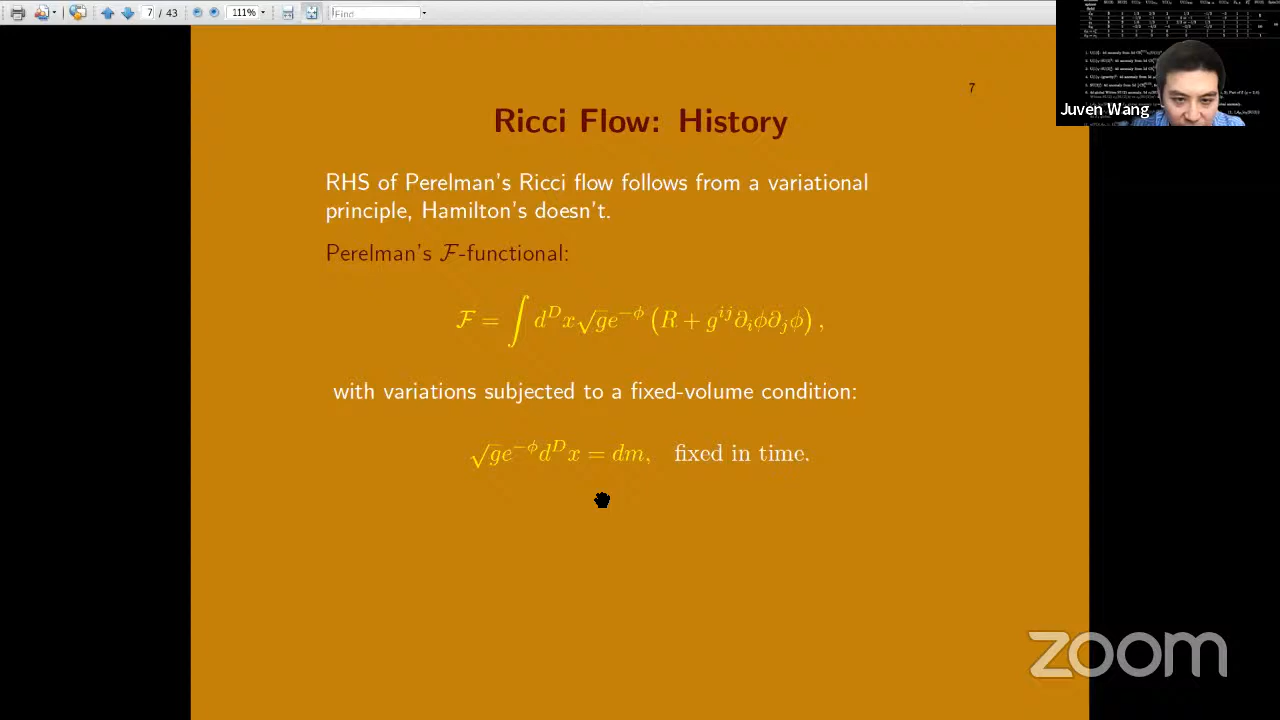 7 / 43
111%
Find
7
Ricci Flow: History
RHS of Perelman's Ricci flow follows from a variational
principle, Hamilton's doesn't.
Perelman's ℱ-functional:
ℱ = ∫ d^D x √g e^{−ϕ} (R + g^{ij} ∂_i ϕ ∂_j ϕ) ,
with variations subjected to a fixed-volume condition:
√g e^{−ϕ} d^D x = dm, fixed in time.
Juven Wang
zoom